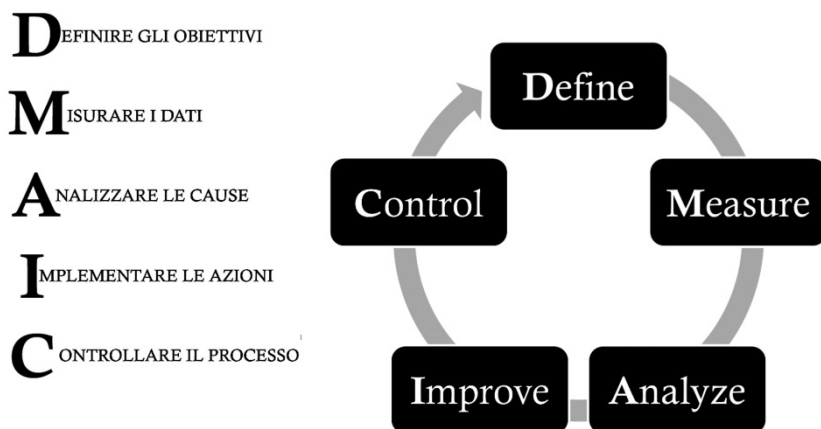 DEFINIRE GLI OBIETTIVI
MISURARE I DATI
ANALIZZARE LE CAUSE
IMPLEMENTARE LE AZIONI
CONTROLLARE IL PROCESSO
Define
Measure
Analyze
Improve
Control